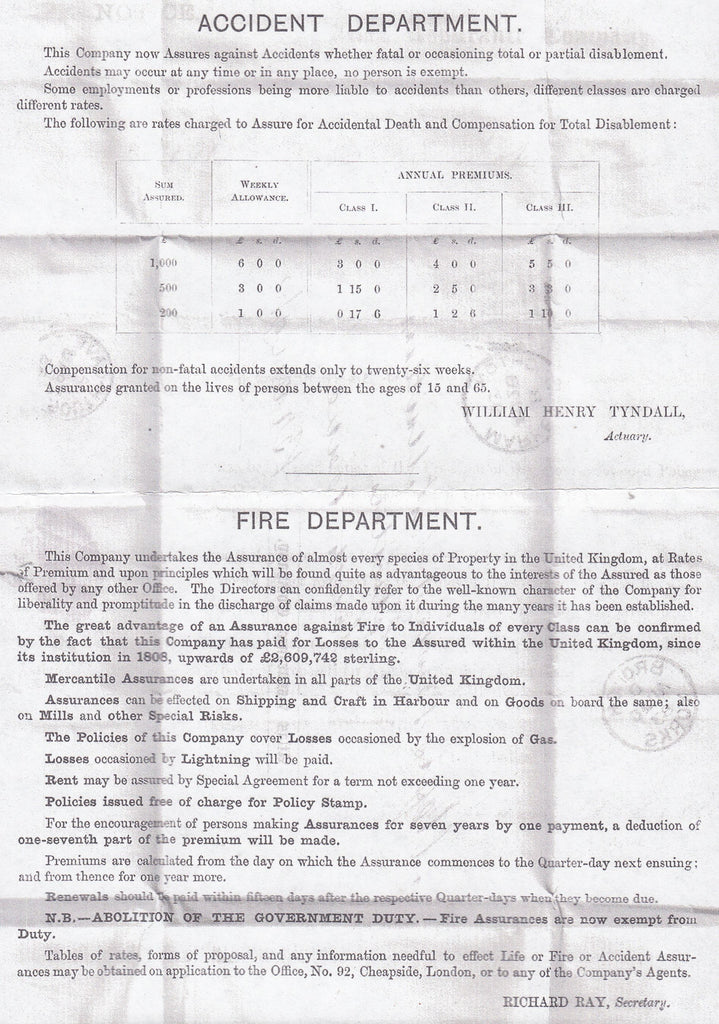 ACCIDENT DEPARTMENT.
This Company now Assures against Accidents whether fatal or occasioning total or partial disablement.
Accidents may occur at any time or in any place, no person is exempt.
Some employments or professions being more liable to accidents than others, different classes are charged
different rates.
The following are rates charged to Assure for Accidental Death and Compensation for Total Disablement:
SUM ASSURED. WEEKLY ALLOWANCE. ANNUAL PREMIUMS.
CLASS I. CLASS II. CLASS III.
£ £ s. d. £ s. d. £ s. d. £ s. d.
1,000 6 0 0 3 0 0 4 0 0 5 5 0
500 3 0 0 1 15 0 2 5 0 3 3 0
200 1 0 0 0 17 6 1 2 6 1 10 0
Compensation for non-fatal accidents extends only to twenty-six weeks.
Assurances granted on the lives of persons between the ages of 15 and 65.
WILLIAM HENRY TYNDALL,
Actuary.
FIRE DEPARTMENT.
This Company undertakes the Assurance of almost every species of Property in the United Kingdom, at Rates
of Premium and upon principles which will be found quite as advantageous to the interests of the Assured as those
offered by any other Office. The Directors can confidently refer to the well-known character of the Company for
liberality and promptitude in the discharge of claims made upon it during the many years it has been established.
The great advantage of an Assurance against Fire to Individuals of every Class can be confirmed
by the fact that this Company has paid for Losses to the Assured within the United Kingdom, since
its institution in 1808, upwards of £2,609,742 sterling.
Mercantile Assurances are undertaken in all parts of the United Kingdom.
Assurances can be effected on Shipping and Craft in Harbour and on Goods on board the same; also
on Mills and other Special Risks.
The Policies of this Company cover Losses occasioned by the explosion of Gas.
Losses occasioned by Lightning will be paid.
Rent may be assured by Special Agreement for a term not exceeding one year.
Policies issued free of charge for Policy Stamp.
For the encouragement of persons making Assurances for seven years by one payment, a deduction of
one-seventh part of the premium will be made.
Premiums are calculated from the day on which the Assurance commences to the Quarter-day next ensuing;
and from thence for one year more.
Renewals should be paid within fifteen days after the respective Quarter-days when they become due.
N.B.—ABOLITION OF THE GOVERNMENT DUTY.—Fire Assurances are now exempt from
Duty.
Tables of rates, forms of proposal, and any information needful to effect Life or Fire or Accident Assur-
ances may be obtained on application to the Office, No. 92, Cheapside, London, or to any of the Company's Agents.
RICHARD RAY, Secretary.